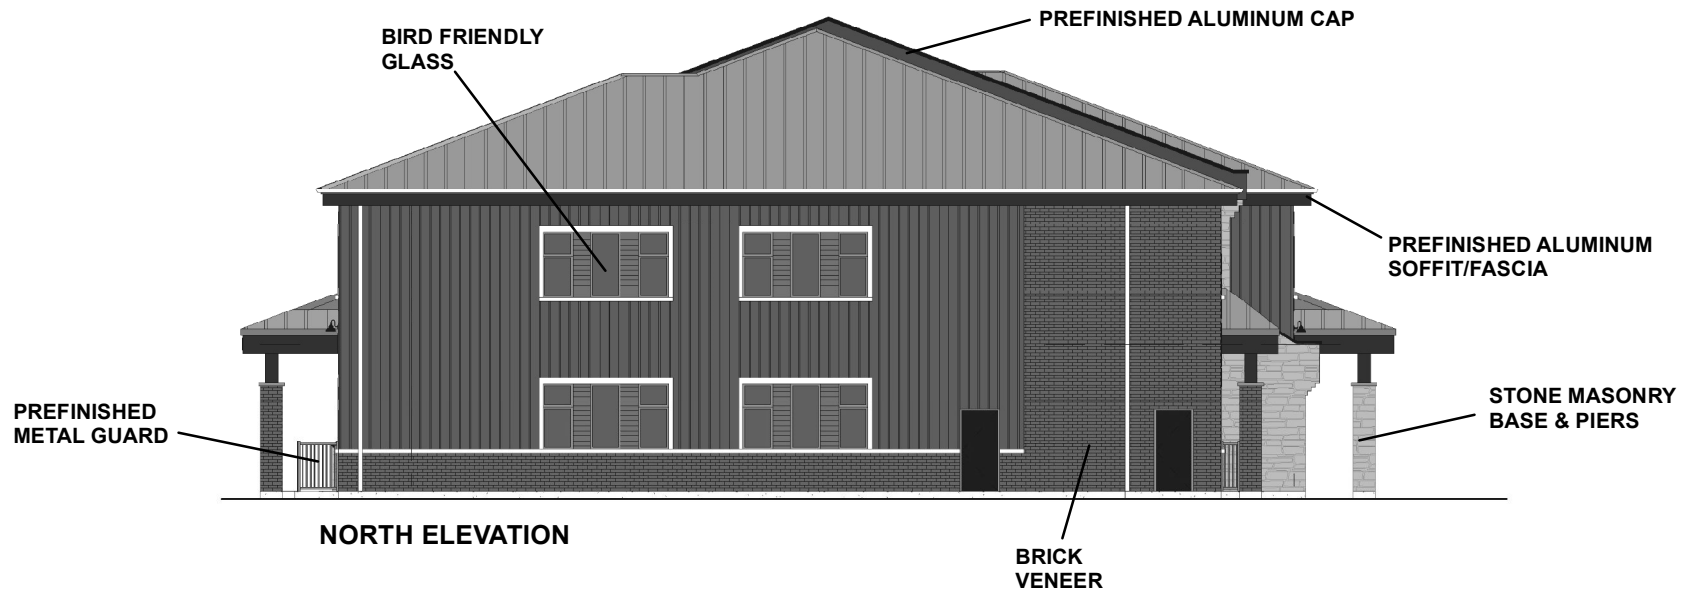 PREFINISHED ALUMINUM CAP
BIRD FRIENDLY
GLASS
PREFINISHED ALUMINUM
SOFFIT/FASCIA
STONE MASONRY
BASE & PIERS
PREFINISHED
METAL GUARD
NORTH ELEVATION
BRICK
VENEER